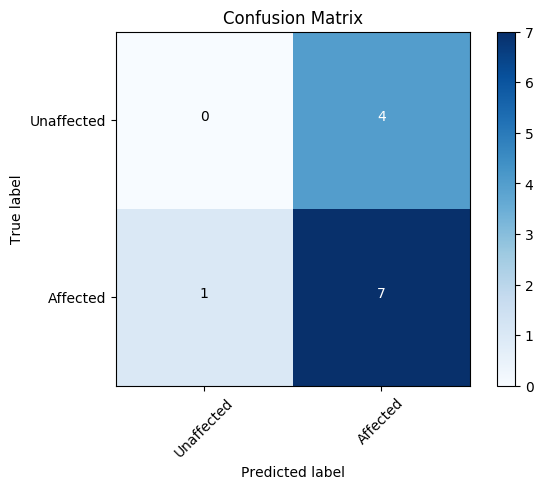 Confusion Matrix
True label
Unaffected
0
4
Affected
1
7
Unaffected
Affected
Predicted label
7
6
5
4
3
2
1
0